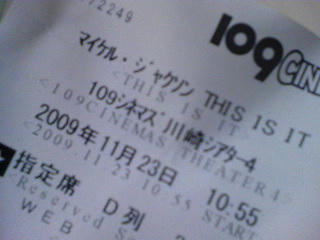 72249
109CIN
マイケル・ジャクソン THIS IS IT
<THIS IS IT>
109シネマズ川崎シアター4
<109CINEMAS THEATER4>
2009年11月23日 10:55
<2009.11.23 10:55 START
指定席 D列
<Reserved S
WEB